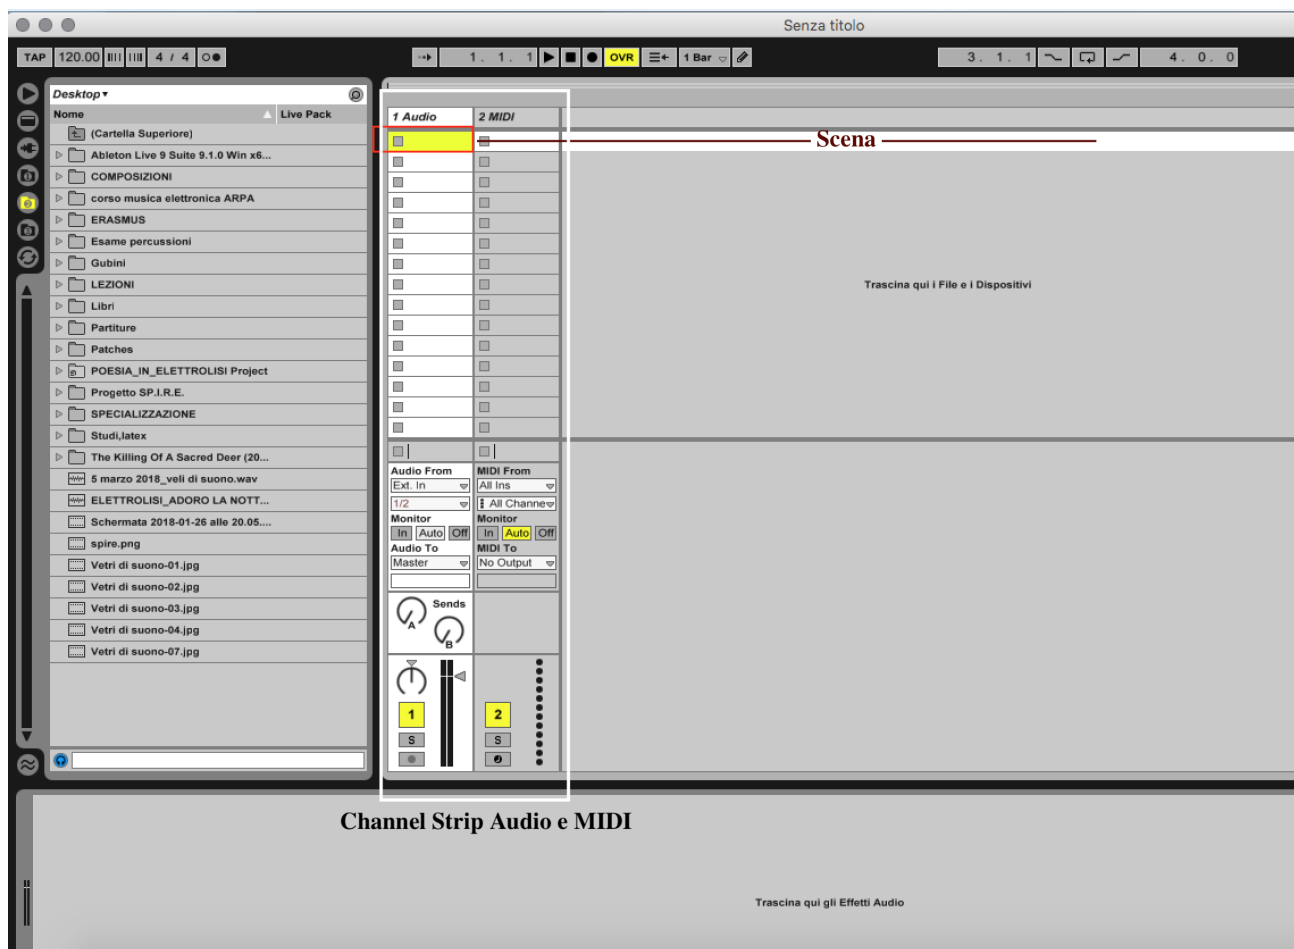 Senza titolo
TAP 120.00 4 / 4 1. 1. 1 OVR 1 Bar 3. 1. 1 4. 0. 0
Desktop
Nome Live Pack
(Cartella Superiore)
Ableton Live 9 Suite 9.1.0 Win x6...
COMPOSIZIONI
corso musica elettronica ARPA
ERASMUS
Esame percussioni
Gubini
LEZIONI
Libri
Partiture
Patches
POESIA_IN_ELETTROLISI Project
Progetto SP.I.R.E.
SPECIALIZZAZIONE
Studi,latex
The Killing Of A Sacred Deer (20...
5 marzo 2018_veli di suono.wav
ELETTROLISI_ADORO LA NOTT...
Schermata 2018-01-26 alle 20.05....
spire.png
Vetri di suono-01.jpg
Vetri di suono-02.jpg
Vetri di suono-03.jpg
Vetri di suono-04.jpg
Vetri di suono-07.jpg
1 Audio 2 MIDI
Scena
Trascina qui i File e i Dispositivi
Audio From MIDI From
Ext. In All Ins
1/2 All Channe
Monitor Monitor
In Auto Off In Auto Off
Audio To MIDI To
Master No Output
Sends
A
B
1 2
S S
Channel Strip Audio e MIDI
Trascina qui gli Effetti Audio